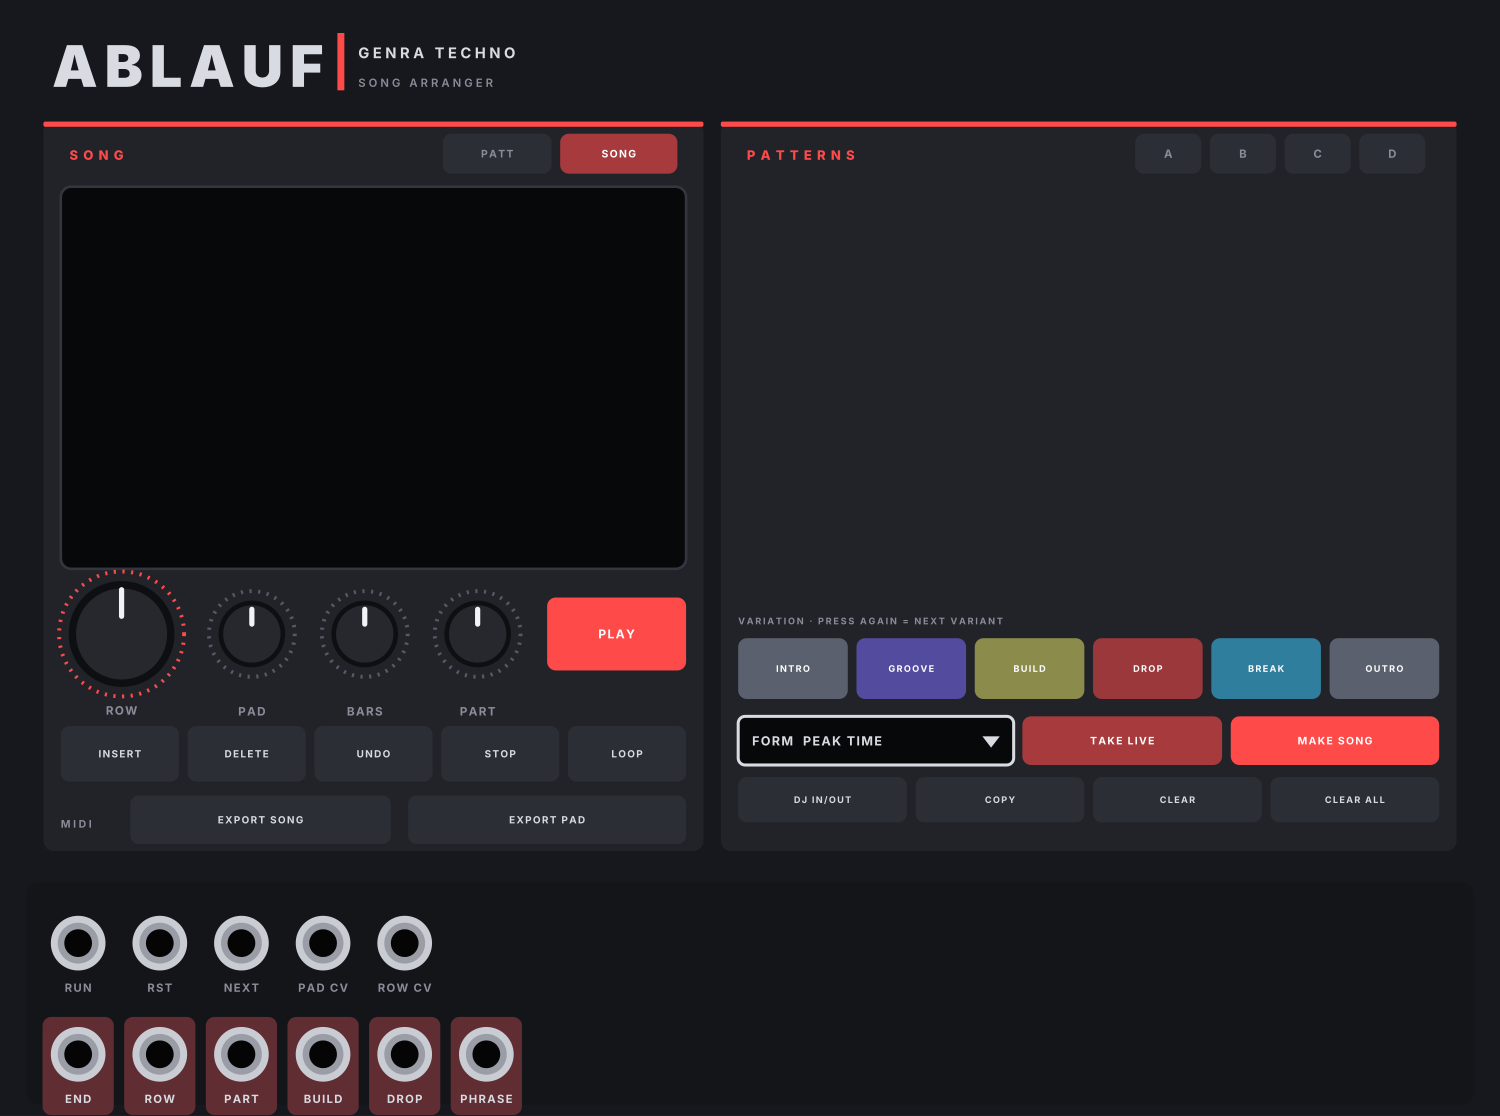 ABLAUF
GENRA TECHNO
SONG ARRANGER
SONG
PATT
SONG
PATTERNS
A
B
C
D
ROW
PAD
BARS
PART
PLAY
INSERT
DELETE
UNDO
STOP
LOOP
MIDI
EXPORT SONG
EXPORT PAD
VARIATION · PRESS AGAIN = NEXT VARIANT
INTRO
GROOVE
BUILD
DROP
BREAK
OUTRO
FORM PEAK TIME
TAKE LIVE
MAKE SONG
DJ IN/OUT
COPY
CLEAR
CLEAR ALL
RUN
RST
NEXT
PAD CV
ROW CV
END
ROW
PART
BUILD
DROP
PHRASE